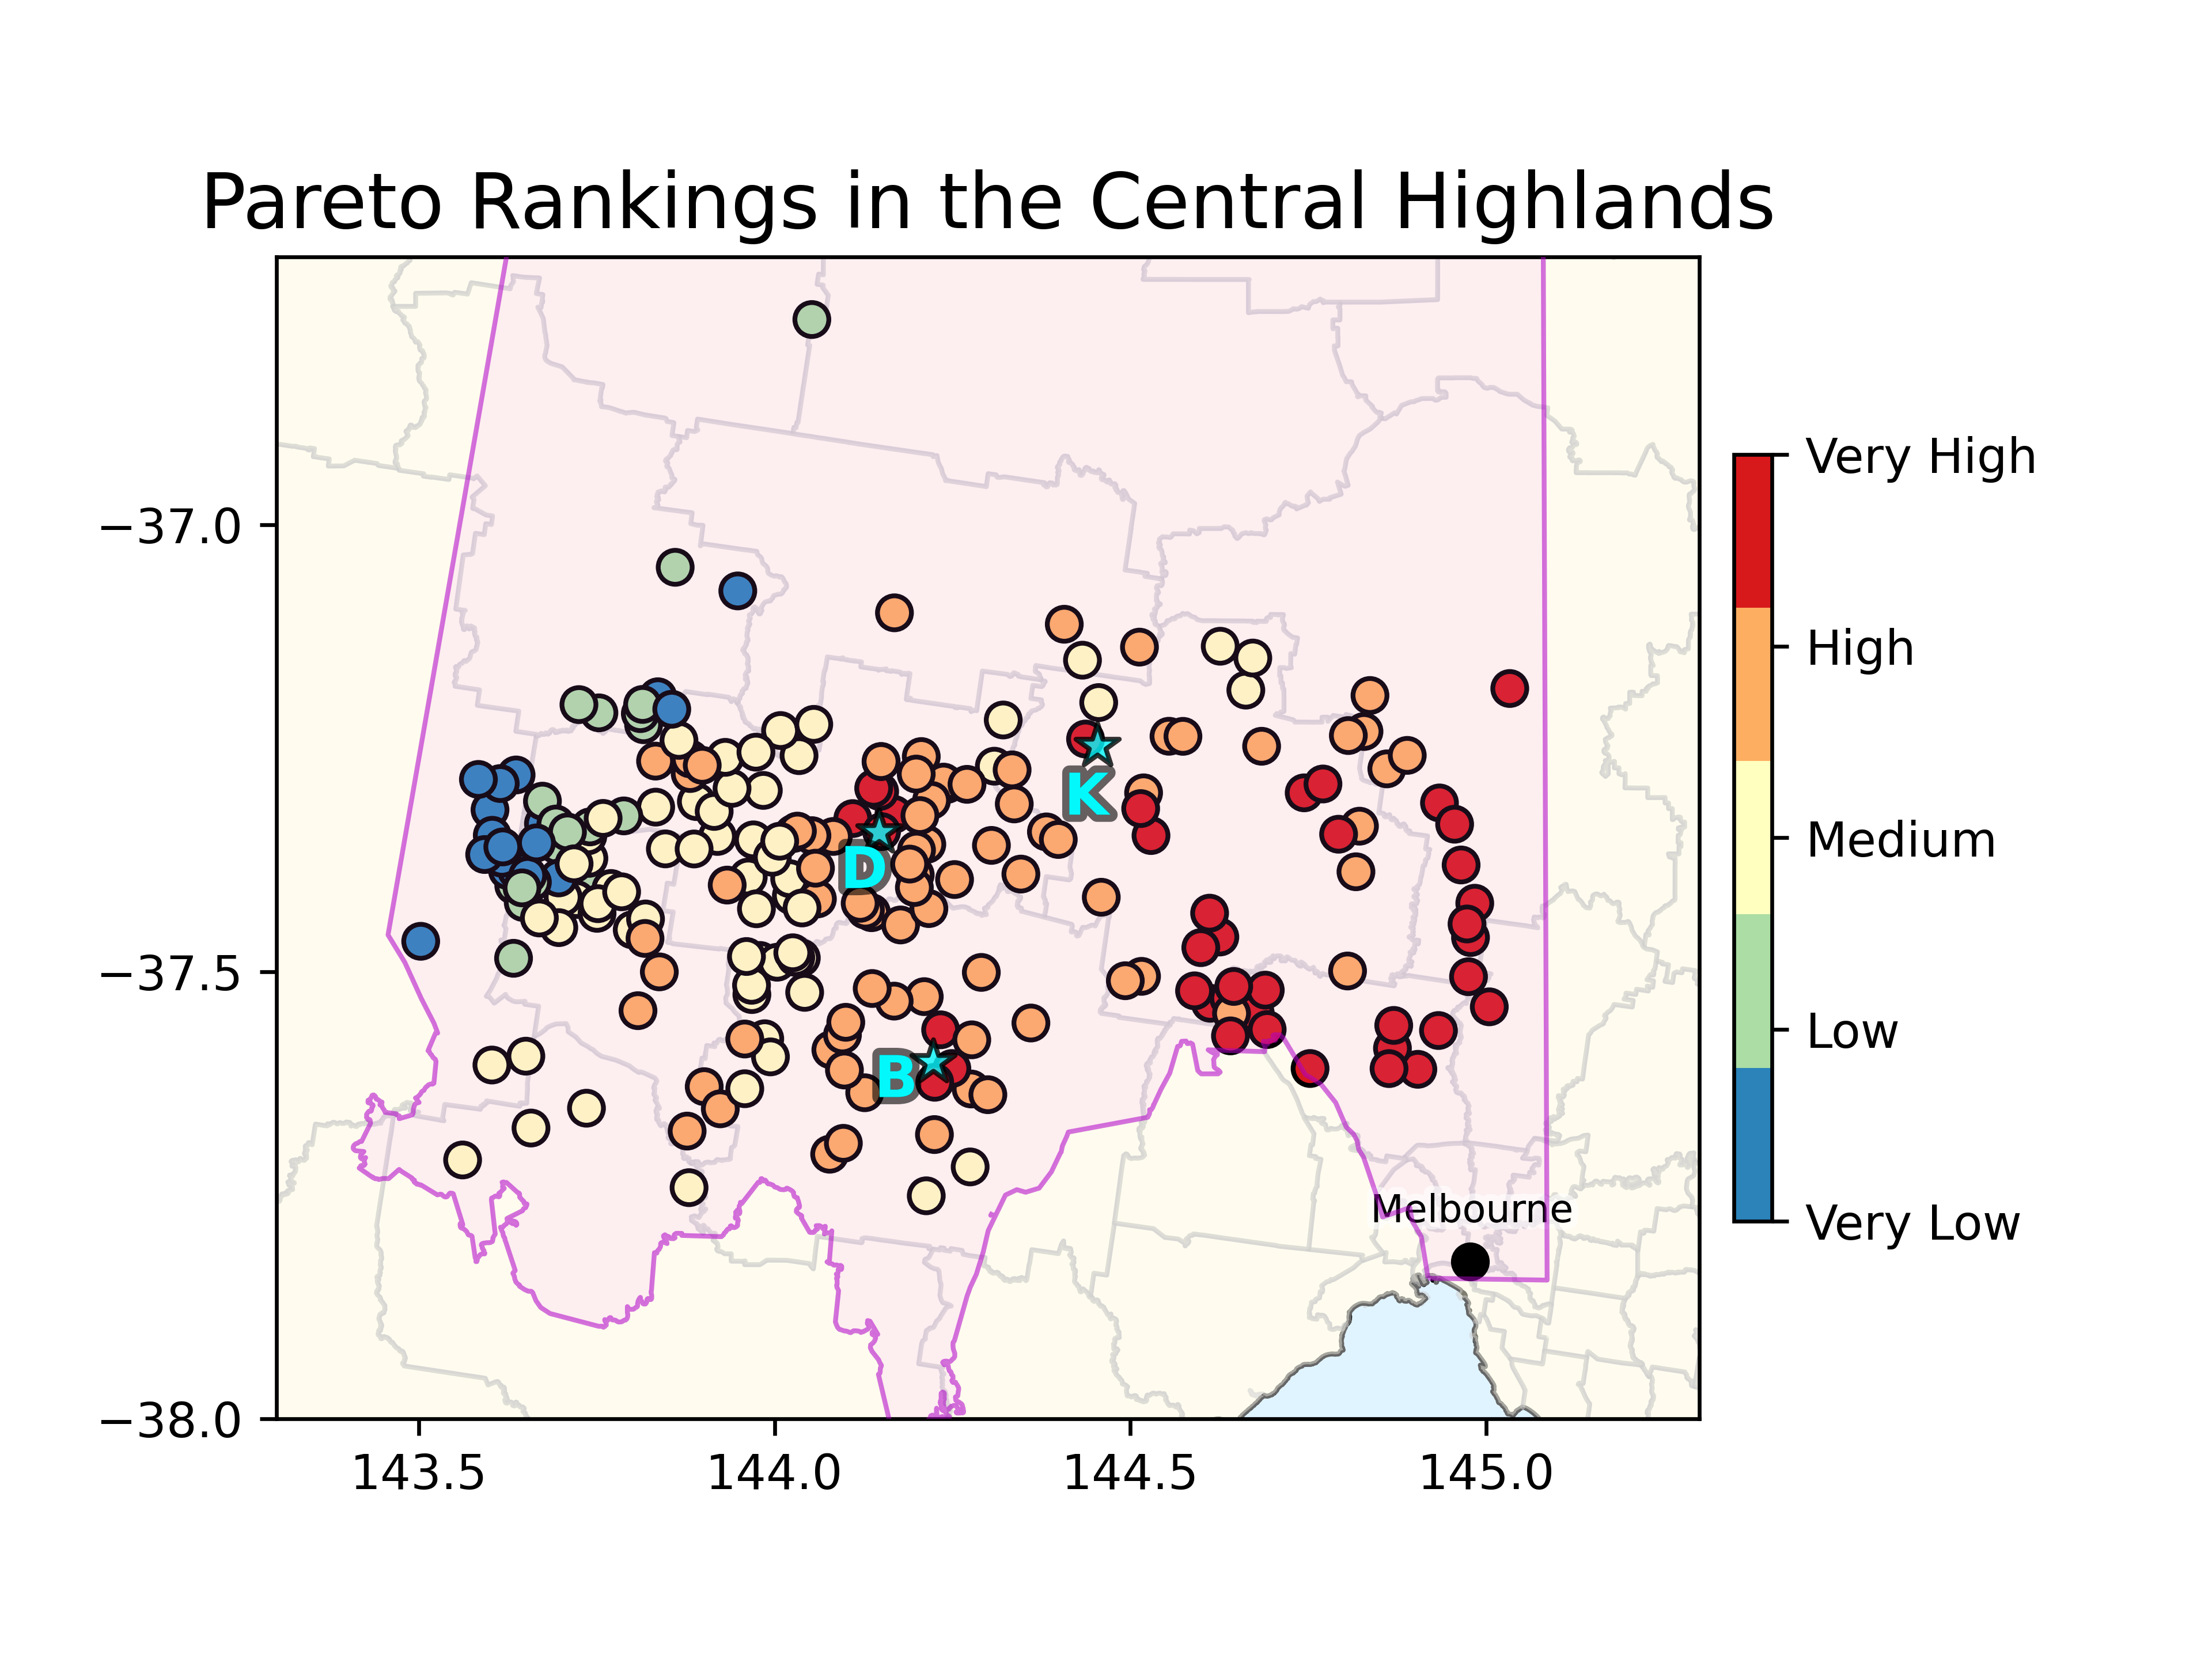 Pareto Rankings in the Central Highlands
−37.0
−37.5
−38.0
143.5
144.0
144.5
145.0
K
D
B
Melbourne
Very High
High
Medium
Low
Very Low